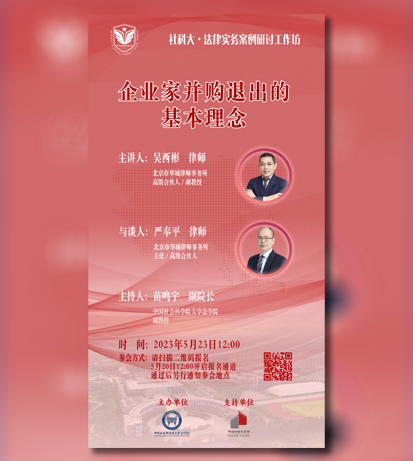 社科大·法律实务案例研讨工作坊
企业家并购退出的
基本理念
主讲人：吴西彬 律师
北京市华城律师事务所
高级合伙人 / 副教授
与谈人：严奉平 律师
北京市华城律师事务所
主任 / 高级合伙人
主持人：苗鸣宇 副院长
中国社会科学院大学法学院
副教授
时 间：2023年5月23日12:00
参会方式：请扫描二维码报名
5月20日12:00开启报名通道
通过后另行通知参会地点
主办单位
支持单位